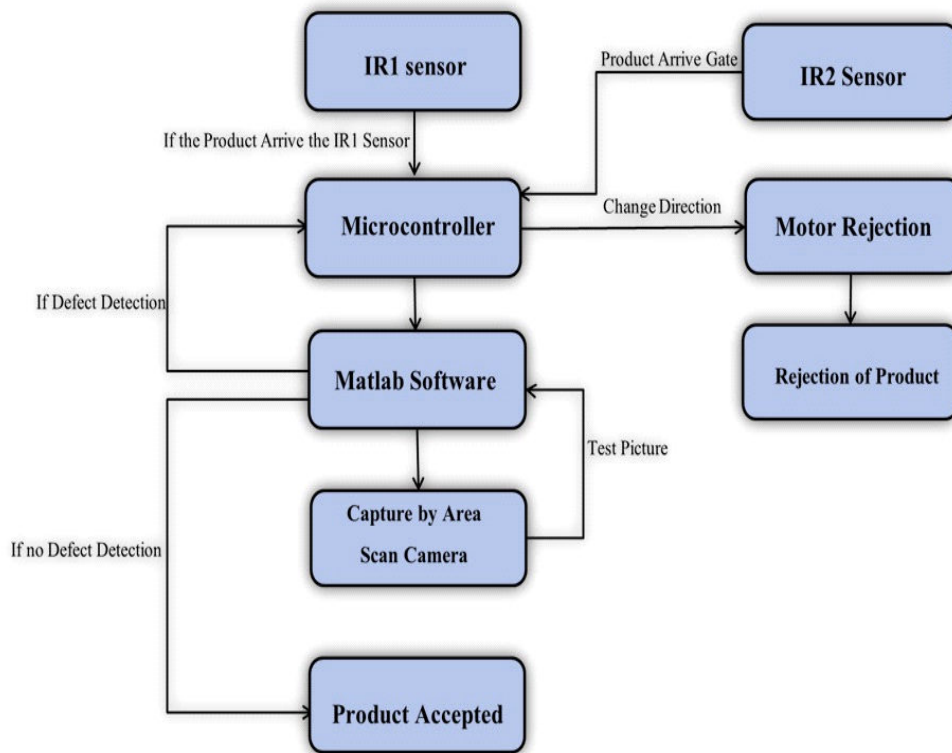 IR1 sensor
Product Arrive Gate
IR2 Sensor
If the Product Arrive the IR1 Sensor
Microcontroller
Change Direction
Motor Rejection
If Defect Detection
Matlab Software
Rejection of Product
Test Picture
Capture by Area
Scan Camera
If no Defect Detection
Product Accepted